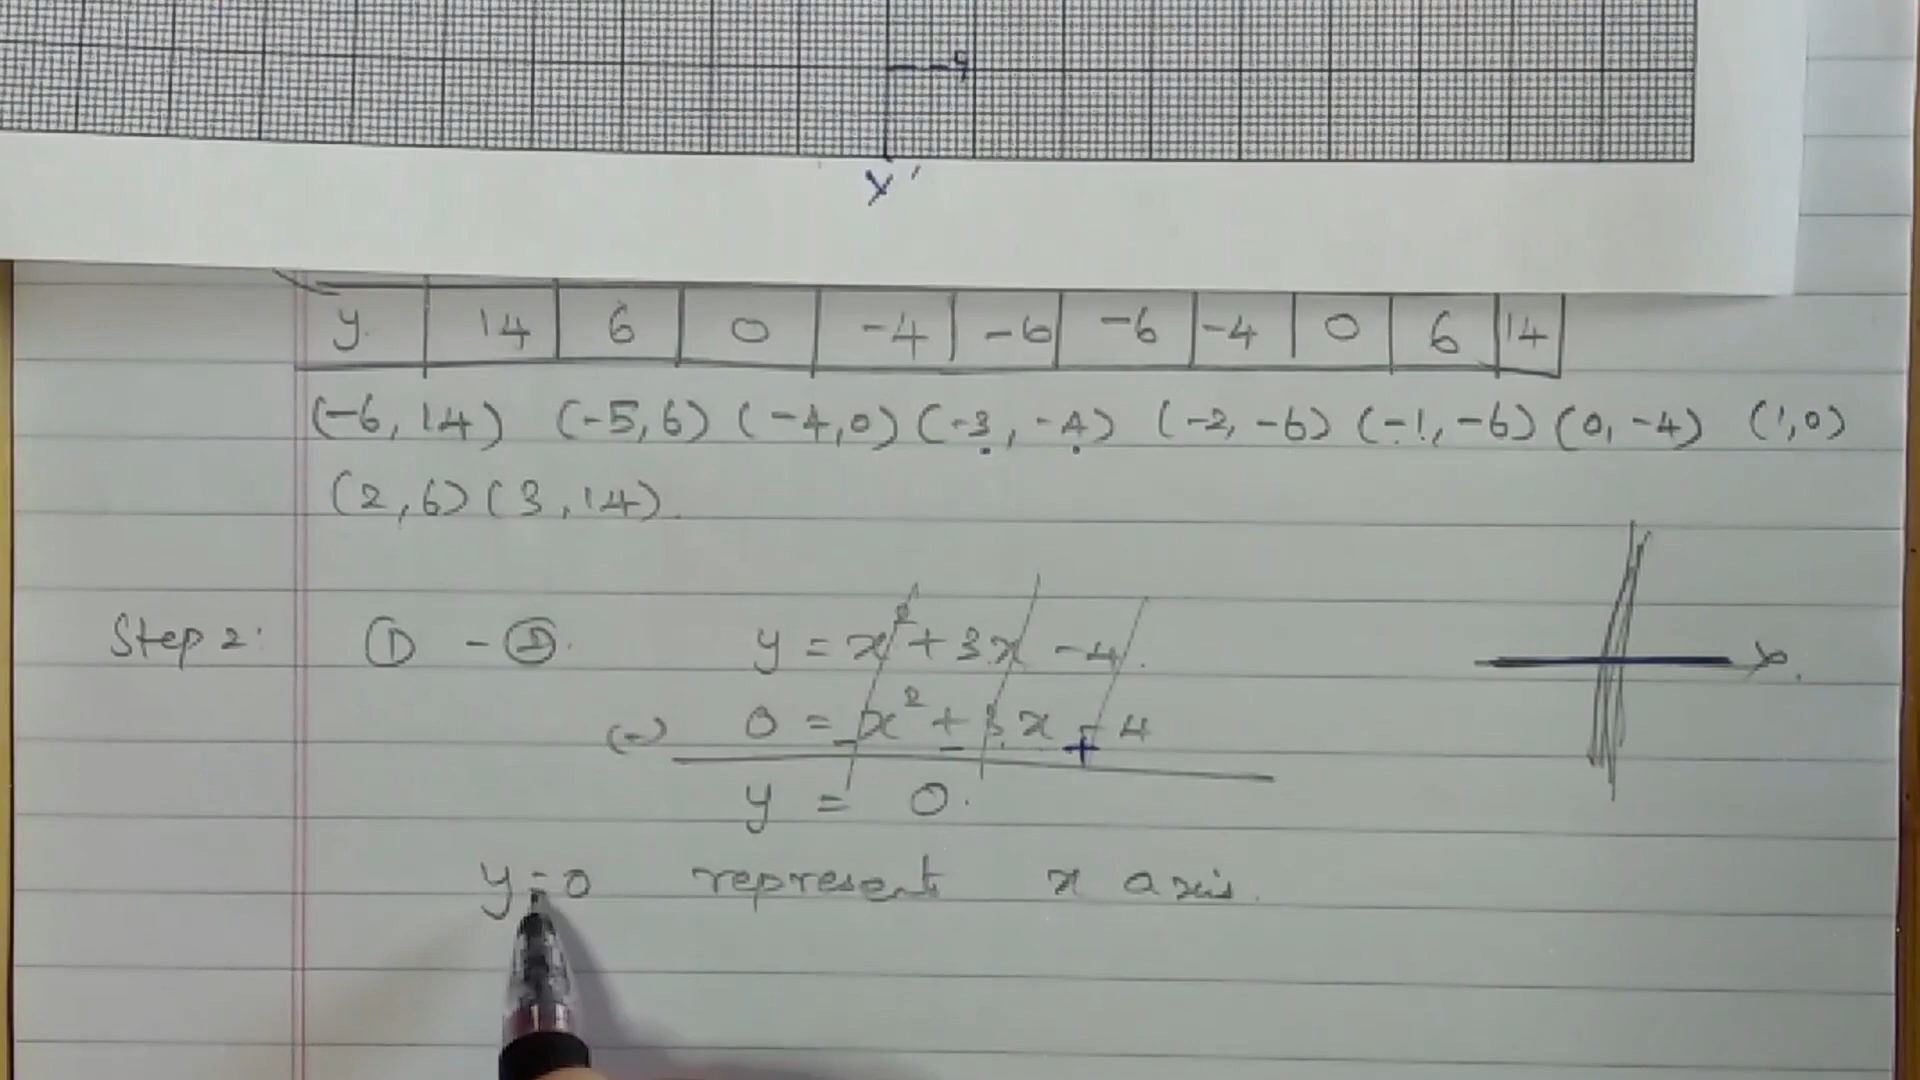 -9
Y'
y. 14 6 0 -4 -6 -6 -4 0 6 14
(-6, 14) (-5, 6) (-4, 0) (-3, -4) (-2, -6) (-1, -6) (0, -4) (1, 0)
(2, 6) (3, 14).
Step 2: ① - ②. y = x² + 3x - 4.
(-) 0 = x² + 3x - 4
- - +
y = 0.
y = 0 represent x axis.